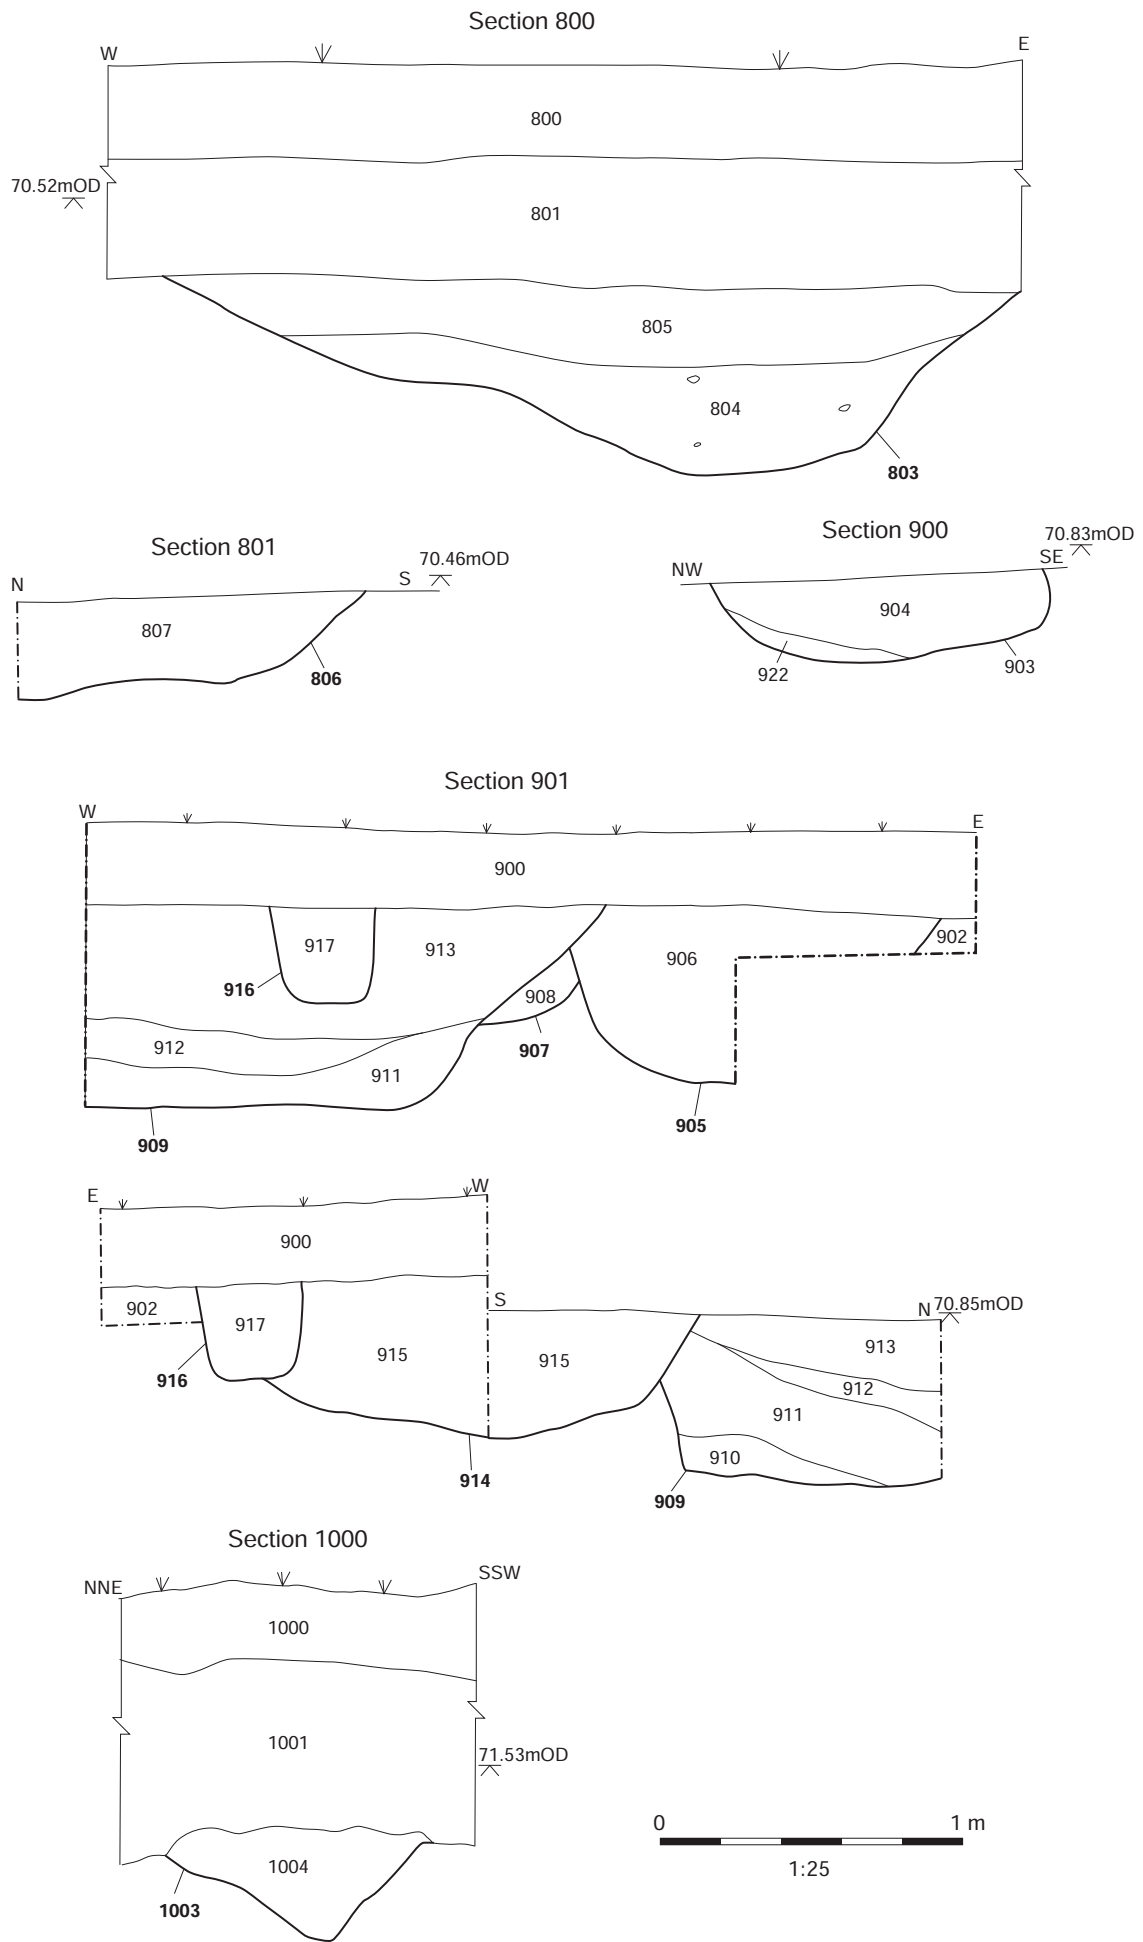 Section 800
W
E
800
70.52mOD
801
805
804
803
Section 801
N
S
70.46mOD
807
806
Section 900
NW
SE
70.83mOD
904
922
903
Section 901
W
E
900
917
913
906
902
916
908
912
907
911
905
909
E
W
900
902
917
916
915
S
N
70.85mOD
915
913
912
911
910
914
909
Section 1000
NNE
SSW
1000
1001
71.53mOD
1004
1003
0
1 m
1:25